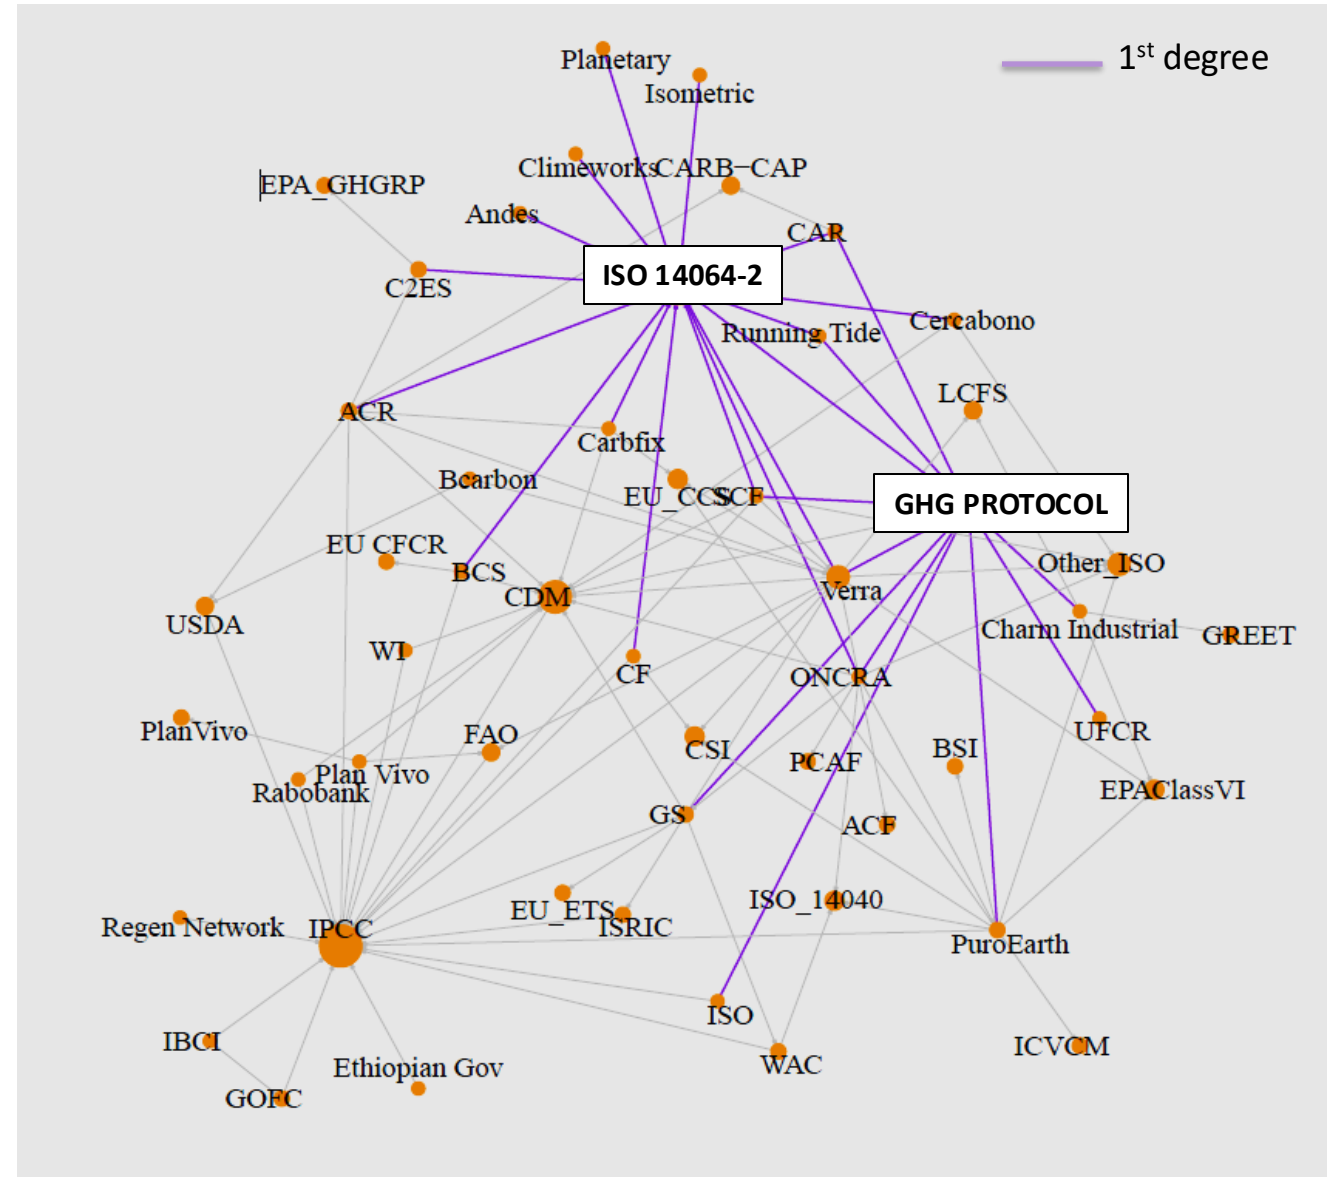 1st degree
Planetary
Isometric
Climeworks
CARB-CAP
EPA_GHGRP
Andes
CAR
ISO 14064-2
C2ES
Cercabono
Running Tide
LCFS
ACR
Carbfix
Bcarbon
EU_CCS
SCF
GHG PROTOCOL
EU CFCR
Other_ISO
BCS
CDM
Verra
USDA
Charm Industrial
GREET
WI
CF
ONCRA
PlanVivo
FAO
UFCR
CSI
BSI
PCAF
Plan Vivo
Rabobank
EPAClassVI
GS
ACF
ISO_14040
EU_ETS
ISRIC
Regen Network
IPCC
PuroEarth
ISO
IBCI
ICVCM
Ethiopian Gov
WAC
GOFC